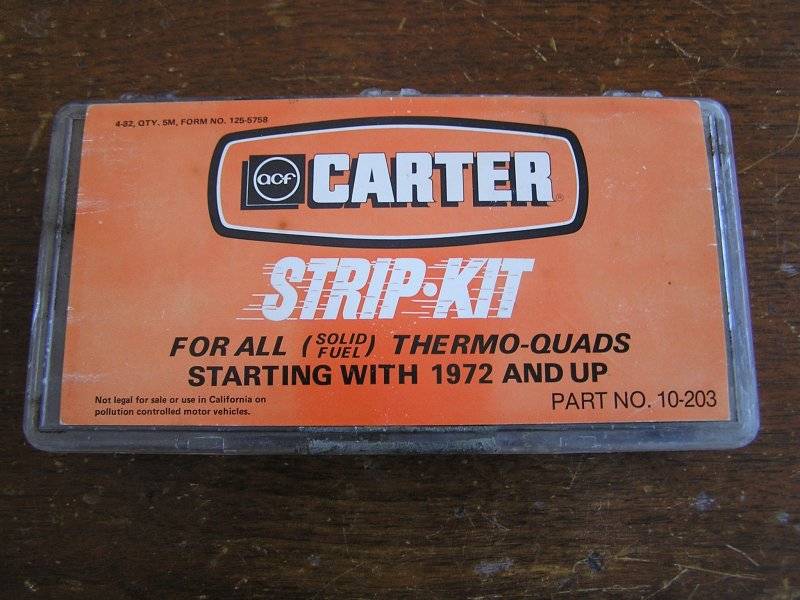 4-82, QTY. 5M, FORM NO. 125-5758
acf CARTER®
STRIP·KIT
FOR ALL (SOLID FUEL) THERMO-QUADS
STARTING WITH 1972 AND UP
Not legal for sale or use in California on
pollution controlled motor vehicles.
PART NO. 10-203